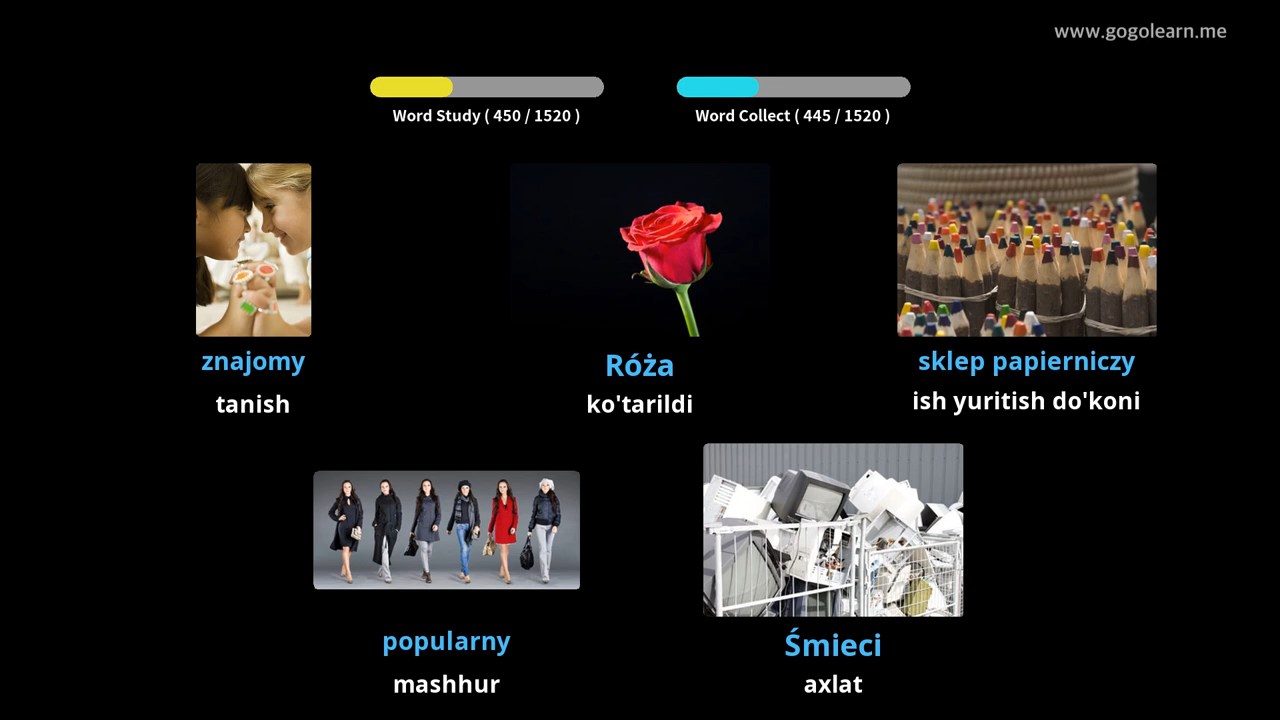 www.gogolearn.me
Word Study ( 450 / 1520 )
Word Collect ( 445 / 1520 )
znajomy
tanish
Róża
ko'tarildi
sklep papierniczy
ish yuritish do'koni
popularny
mashhur
Śmieci
axlat